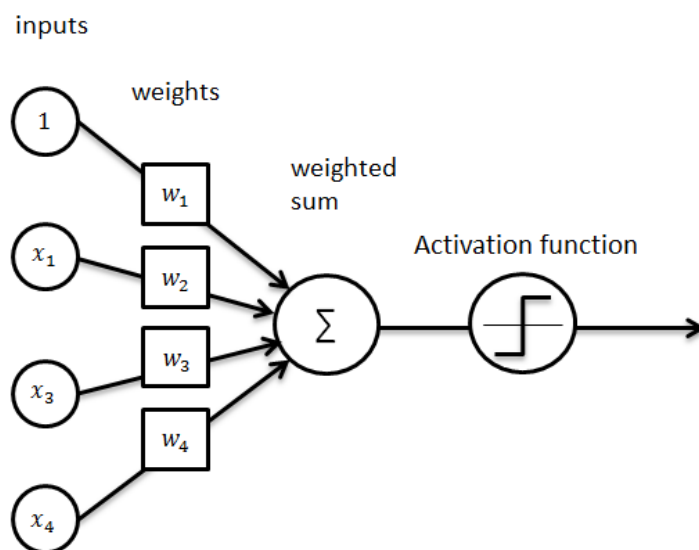 inputs
weights
1
w₁
weighted
sum
x₁
w₂
Activation function
Σ
w₃
x₃
w₄
x₄